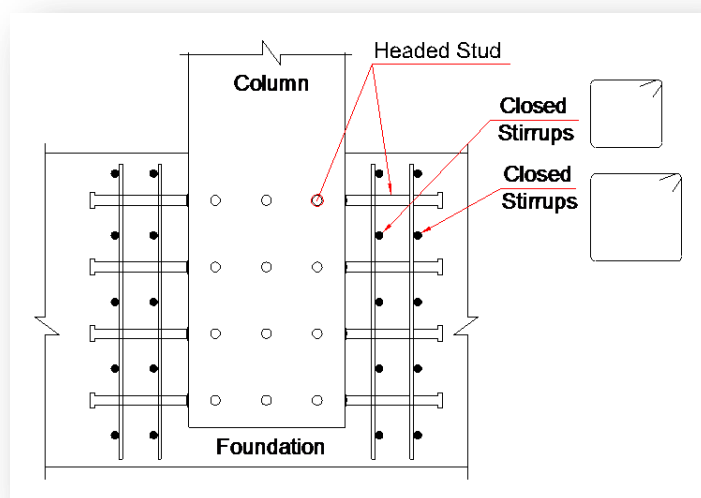 Headed Stud
Column
Closed
Stirrups
Closed
Stirrups
Foundation